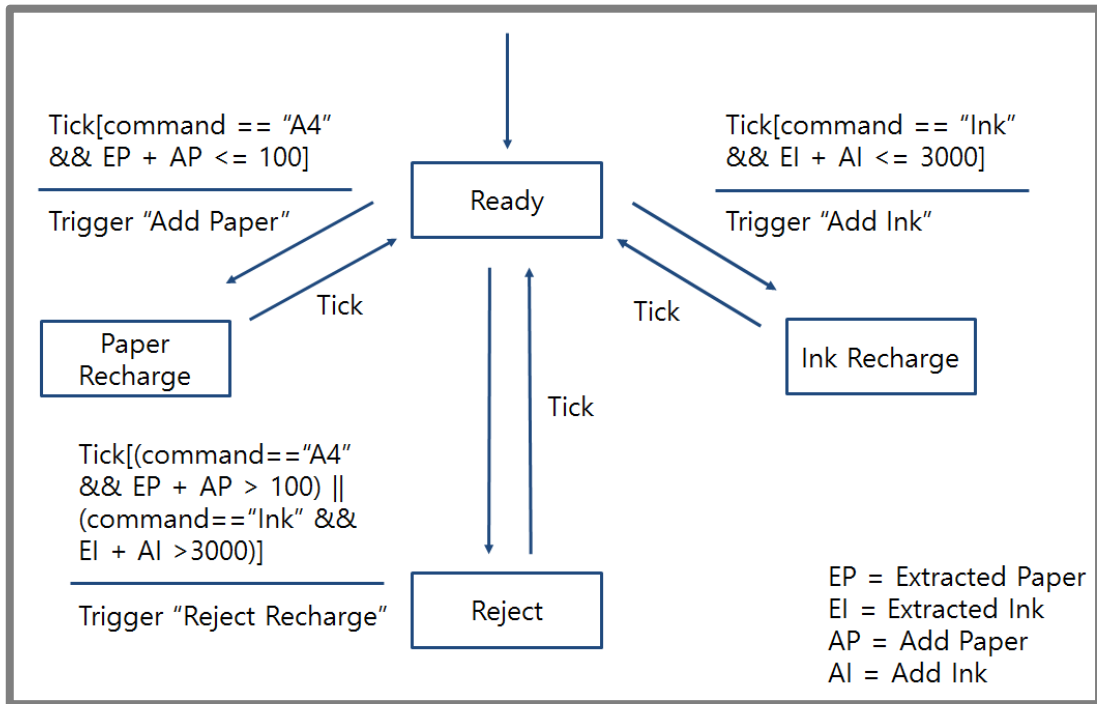 Tick[command == “A4”
&& EP + AP <= 100]
Trigger “Add Paper”
Tick[command == “Ink”
&& EI + AI <= 3000]
Trigger “Add Ink”
Ready
Tick
Tick
Paper
Recharge
Ink Recharge
Tick
Tick[(command==“A4”
&& EP + AP > 100) ||
(command==“Ink” &&
EI + AI >3000)]
Trigger “Reject Recharge”
Reject
EP = Extracted Paper
EI = Extracted Ink
AP = Add Paper
AI = Add Ink